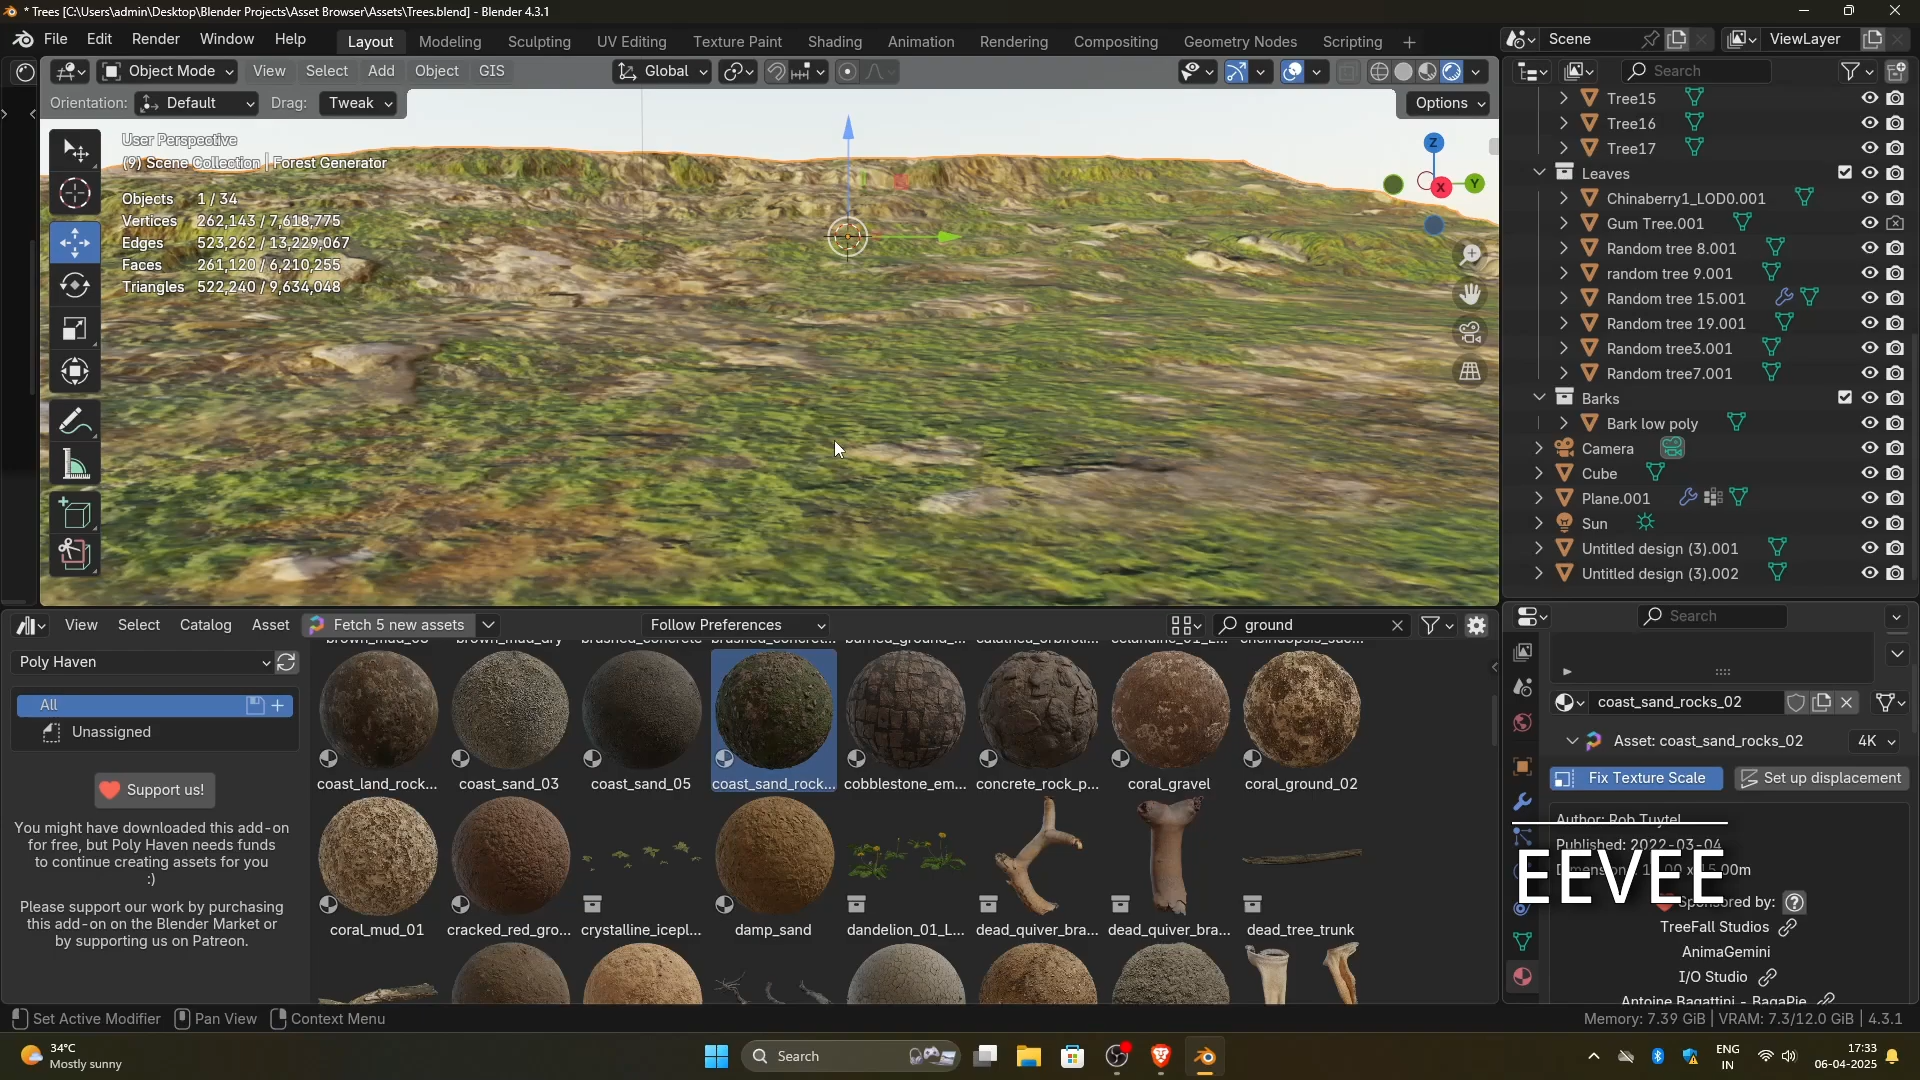 * Trees [C:\Users\admin\Desktop\Blender Projects\Asset Browser\Assets\Trees.blend] - Blender 4.3.1
File Edit Render Window Help
Layout Modeling Sculpting UV Editing Texture Paint Shading Animation Rendering Compositing Geometry Nodes Scripting
Scene
ViewLayer
Object Mode View Select Add Object GIS
Global
Search
Orientation: Default Drag: Tweak
Options
User Perspective
(9) Scene Collection | Forest Generator
Objects 1 / 34
Vertices 262,143 / 7,618,775
Edges 523,262 / 13,229,067
Faces 261,120 / 6,210,255
Triangles 522,240 / 9,634,048
Z
X
Y
Tree15
Tree16
Tree17
Leaves
Chinaberry1_LOD0.001
Gum Tree.001
Random tree 8.001
random tree 9.001
Random tree 15.001
Random tree 19.001
Random tree3.001
Random tree7.001
Barks
Bark low poly
Camera
Cube
Plane.001
Sun
Untitled design (3).001
Untitled design (3).002
View Select Catalog Asset Fetch 5 new assets
Follow Preferences
ground
Search
Poly Haven
All
Unassigned
Support us!
You might have downloaded this add-on
for free, but Poly Haven needs funds
to continue creating assets for you
:)
Please support our work by purchasing
this add-on on the Blender Market or
by supporting us on Patreon.
coast_land_rock...
coast_sand_03
coast_sand_05
coast_sand_rock...
cobblestone_em...
concrete_rock_p...
coral_gravel
coral_ground_02
coral_mud_01
cracked_red_gro...
crystalline_icepl...
damp_sand
dandelion_01_L...
dead_quiver_bra...
dead_quiver_bra...
dead_tree_trunk
coast_sand_rocks_02
Asset: coast_sand_rocks_02 4K
Fix Texture Scale Set up displacement
Author: Rob Tuytel
Published: 2022-03-04
EEVEE
Sponsored by:
TreeFall Studios
AnimaGemini
I/O Studio
Antoine Bagattini - BagaPie
Set Active Modifier Pan View Context Menu
Memory: 7.39 GiB | VRAM: 7.3/12.0 GiB | 4.3.1
34°C
Mostly sunny
Search
ENG
IN
17:33
06-04-2025